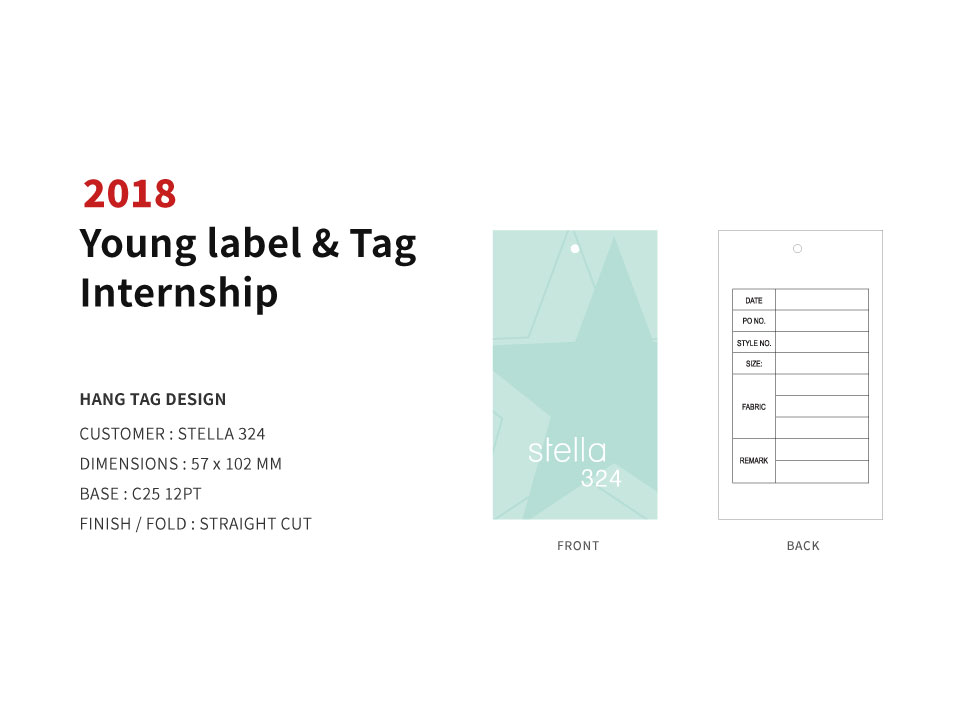 2018
Young label & Tag
Internship
HANG TAG DESIGN
CUSTOMER : STELLA 324
DIMENSIONS : 57 x 102 MM
BASE : C25 12PT
FINISH / FOLD : STRAIGHT CUT
stella
324
FRONT
DATE
PO NO.
STYLE NO.
SIZE:
FABRIC
REMARK
BACK